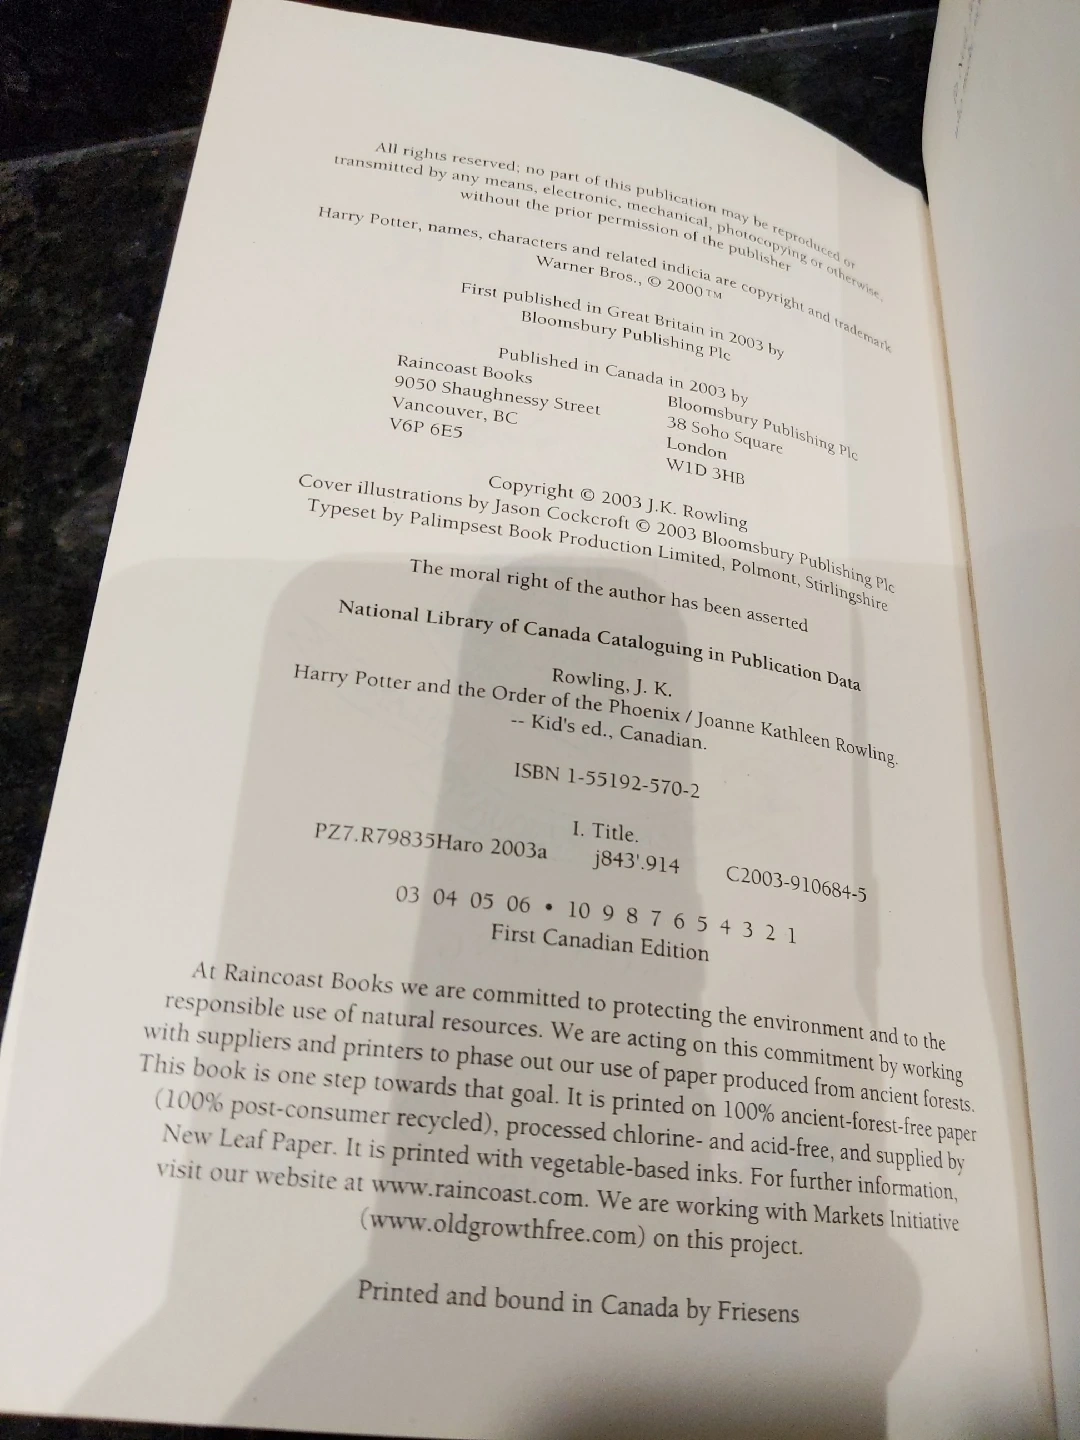 All rights reserved; no part of this publication may be reproduced or
transmitted by any means, electronic, mechanical, photocopying or otherwise,
without the prior permission of the publisher
Harry Potter, names, characters and related indicia are copyright and trademark
Warner Bros., © 2000™
First published in Great Britain in 2003 by
Bloomsbury Publishing Plc
Published in Canada in 2003 by
Raincoast Books
9050 Shaughnessy Street
Vancouver, BC
V6P 6E5
Bloomsbury Publishing Plc
38 Soho Square
London
W1D 3HB
Copyright © 2003 J.K. Rowling
Cover illustrations by Jason Cockcroft © 2003 Bloomsbury Publishing Plc
Typeset by Palimpsest Book Production Limited, Polmont, Stirlingshire
The moral right of the author has been asserted
National Library of Canada Cataloguing in Publication Data
Rowling, J. K.
Harry Potter and the Order of the Phoenix / Joanne Kathleen Rowling.
-- Kid's ed., Canadian.
ISBN 1-55192-570-2
I. Title.
PZ7.R79835Haro 2003a j843'.914 C2003-910684-5
03 04 05 06 • 10 9 8 7 6 5 4 3 2 1
First Canadian Edition
At Raincoast Books we are committed to protecting the environment and to the
responsible use of natural resources. We are acting on this commitment by working
with suppliers and printers to phase out our use of paper produced from ancient forests.
This book is one step towards that goal. It is printed on 100% ancient-forest-free paper
(100% post-consumer recycled), processed chlorine- and acid-free, and supplied by
New Leaf Paper. It is printed with vegetable-based inks. For further information,
visit our website at www.raincoast.com. We are working with Markets Initiative
(www.oldgrowthfree.com) on this project.
Printed and bound in Canada by Friesens